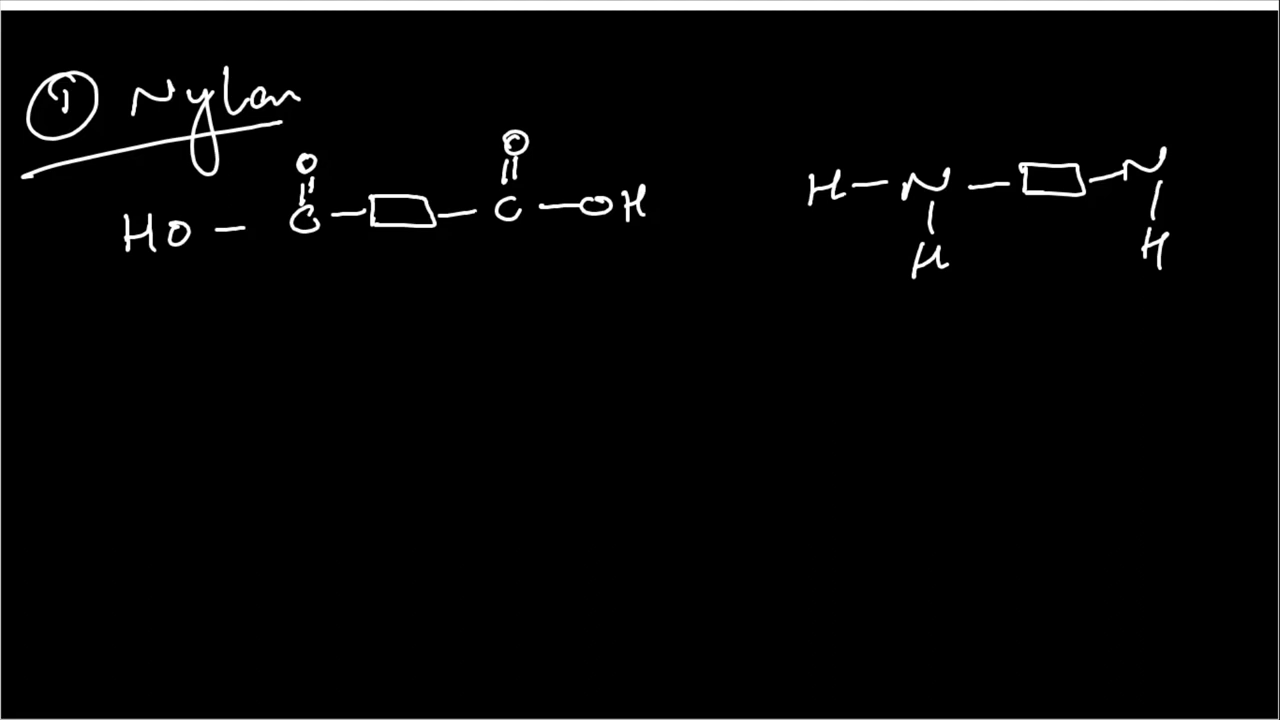 ① Nylon
O O
HO – C – □ – C – OH H – N – □ – N
H H